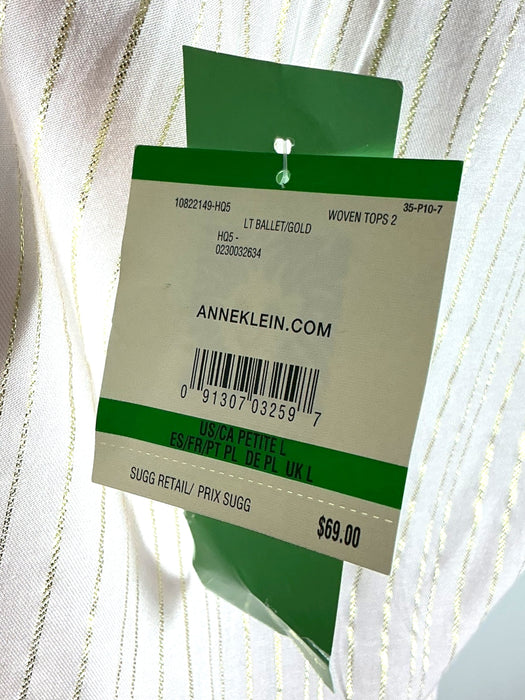 10822149-HQ5
35-P10-7
LT BALLET/GOLD
WOVEN TOPS 2
HQ5 -
0230032634
ANNEKLEIN.COM
0 91307 03259 7
US/CA PETITE L
ES/FR/PT PL DE PL UK L
SUGG RETAIL/ PRIX SUGG
$69.00